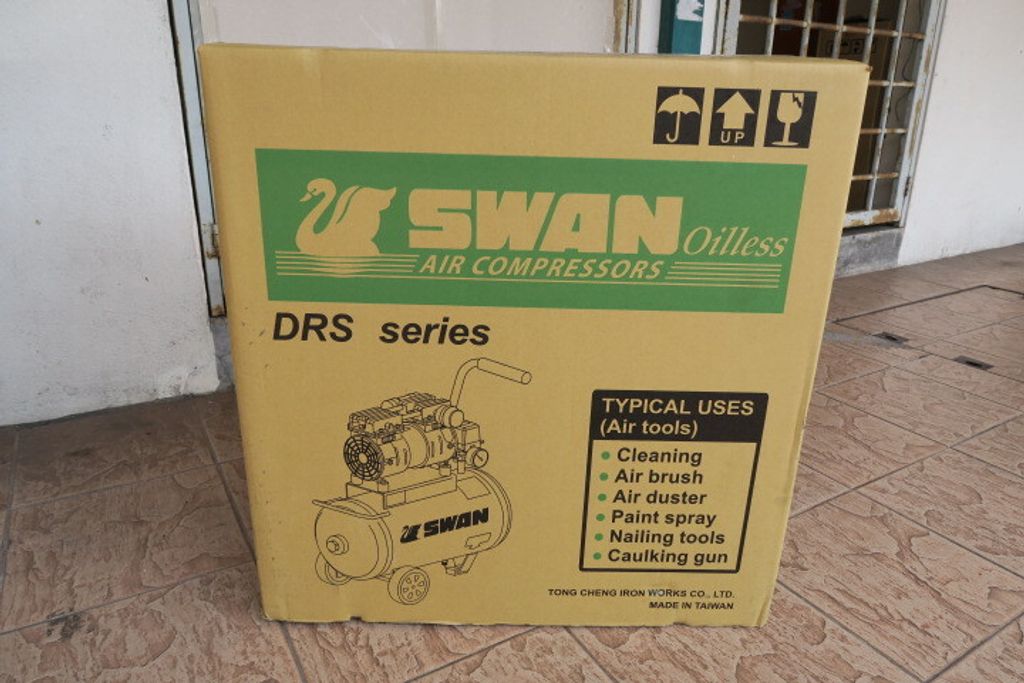 UP
SWAN Oilless
AIR COMPRESSORS
DRS series
TYPICAL USES
(Air tools)
• Cleaning
• Air brush
• Air duster
• Paint spray
• Nailing tools
• Caulking gun
SWAN
TONG CHENG IRON WORKS CO., LTD.
MADE IN TAIWAN